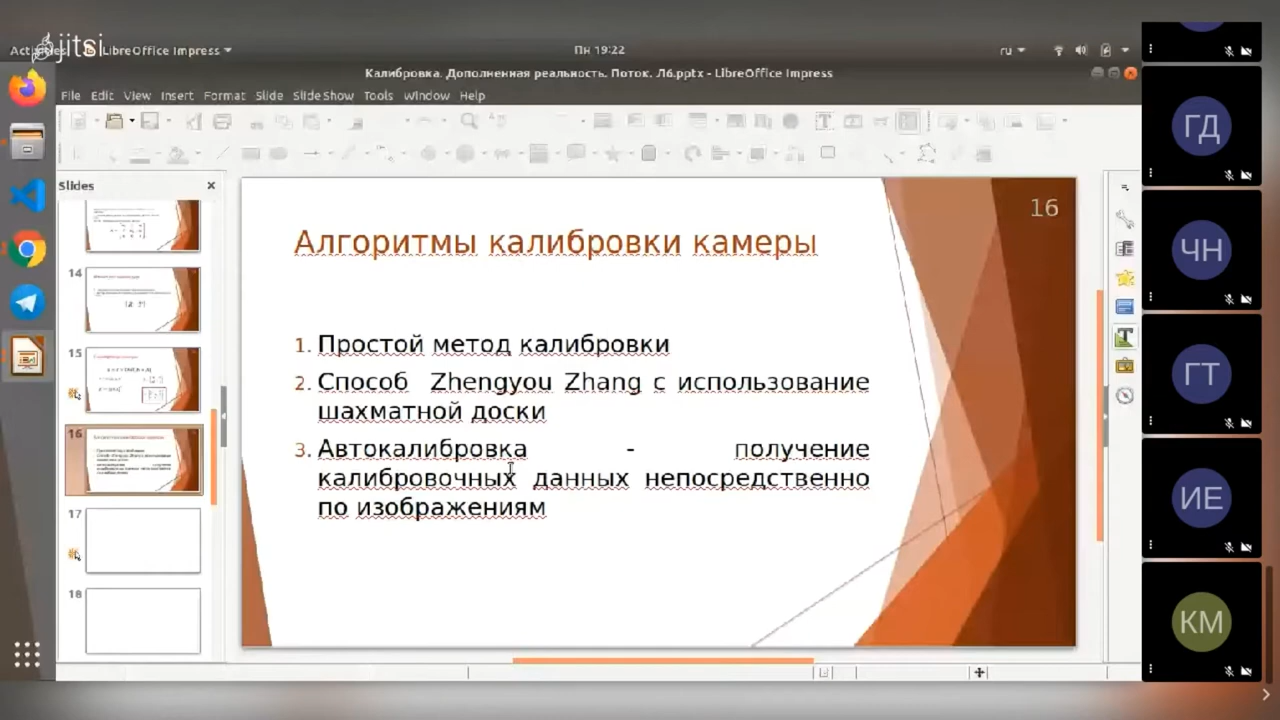 jitsi
LibreOffice Impress
Пн 19:22
ru
Калибровка. Дополненная реальность. Поток. Л6.pptx - LibreOffice Impress
File Edit View Insert Format Slide Slide Show Tools Window Help
Slides
16
Алгоритмы калибровки камеры
1. Простой метод калибровки
2. Способ Zhengyou Zhang с использование
шахматной доски
3. Автокалибровка - получение
калибровочных данных непосредственно
по изображениям
14
15
16
17
18
ГД
ЧН
ГТ
ИЕ
КМ